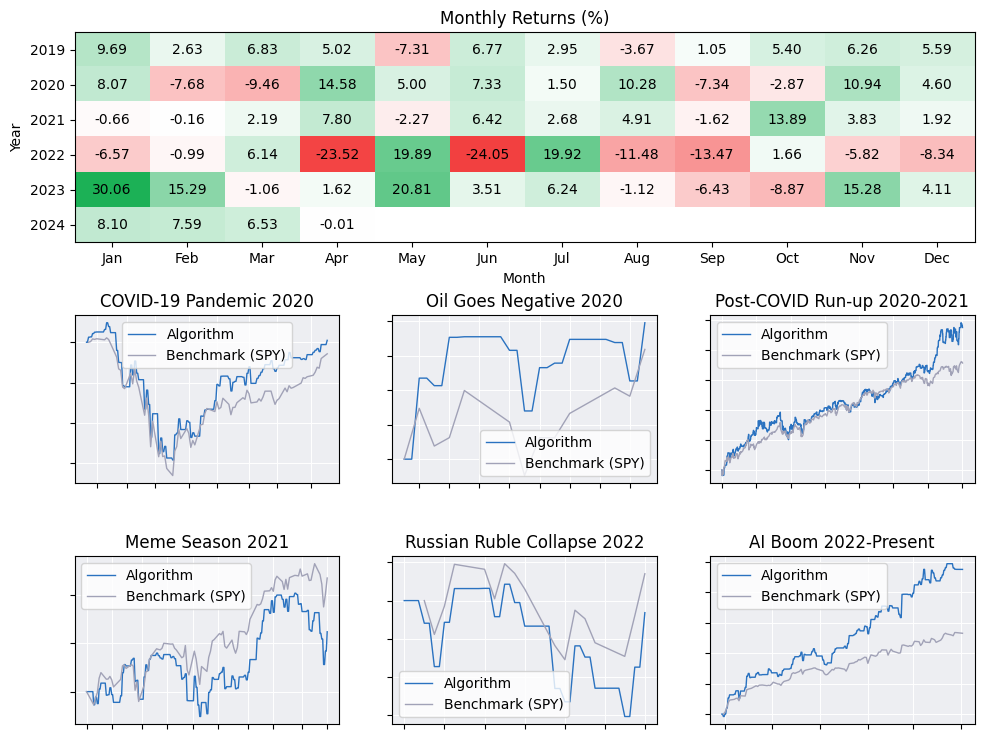 Monthly Returns (%)
Year
2019 9.69 2.63 6.83 5.02 -7.31 6.77 2.95 -3.67 1.05 5.40 6.26 5.59
2020 8.07 -7.68 -9.46 14.58 5.00 7.33 1.50 10.28 -7.34 -2.87 10.94 4.60
2021 -0.66 -0.16 2.19 7.80 -2.27 6.42 2.68 4.91 -1.62 13.89 3.83 1.92
2022 -6.57 -0.99 6.14 -23.52 19.89 -24.05 19.92 -11.48 -13.47 1.66 -5.82 -8.34
2023 30.06 15.29 -1.06 1.62 20.81 3.51 6.24 -1.12 -6.43 -8.87 15.28 4.11
2024 8.10 7.59 6.53 -0.01
Jan Feb Mar Apr May Jun Jul Aug Sep Oct Nov Dec
Month
COVID-19 Pandemic 2020
Algorithm
Benchmark (SPY)
Oil Goes Negative 2020
Algorithm
Benchmark (SPY)
Post-COVID Run-up 2020-2021
Algorithm
Benchmark (SPY)
Meme Season 2021
Algorithm
Benchmark (SPY)
Russian Ruble Collapse 2022
Algorithm
Benchmark (SPY)
AI Boom 2022-Present
Algorithm
Benchmark (SPY)